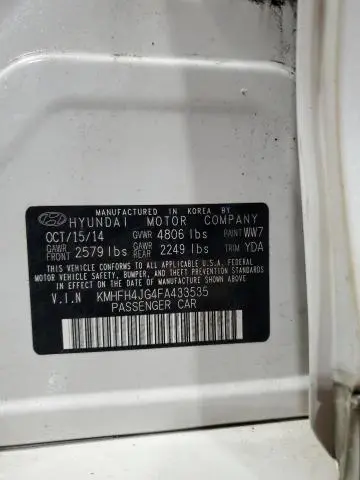 MANUFACTURED IN KOREA BY
HYUNDAI MOTOR COMPANY
OCT/15/14 GVWR 4806 lbs PAINT WW7
GAWR FRONT 2579 lbs GAWR REAR 2249 lbs TRIM YDA
THIS VEHICLE CONFORMS TO ALL APPLICABLE U.S.A. FEDERAL
MOTOR VEHICLE SAFETY, BUMPER, AND THEFT PREVENTION STANDARDS
IN EFFECT ON THE DATE OF MANUFACTURE SHOWN ABOVE.
V.I.N KMHFH4JG4FA433535
PASSENGER CAR